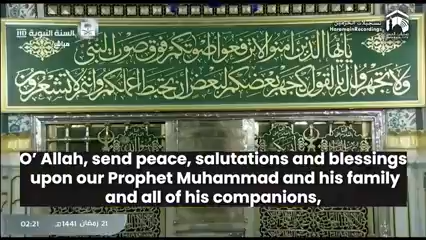 السنة النبوية HD
مباشر
HaramainRecordings
يا أيها الذين آمنوا لا ترفعوا أصواتكم فوق صوت النبي
ولا تجهروا له بالقول كجهر بعضكم لبعض أن تحبط أعمالكم وأنتم لا تشعرون
O' Allah, send peace, salutations and blessings
upon our Prophet Muhammad and his family
and all of his companions,
21 رمضان 1441هـ
02:21